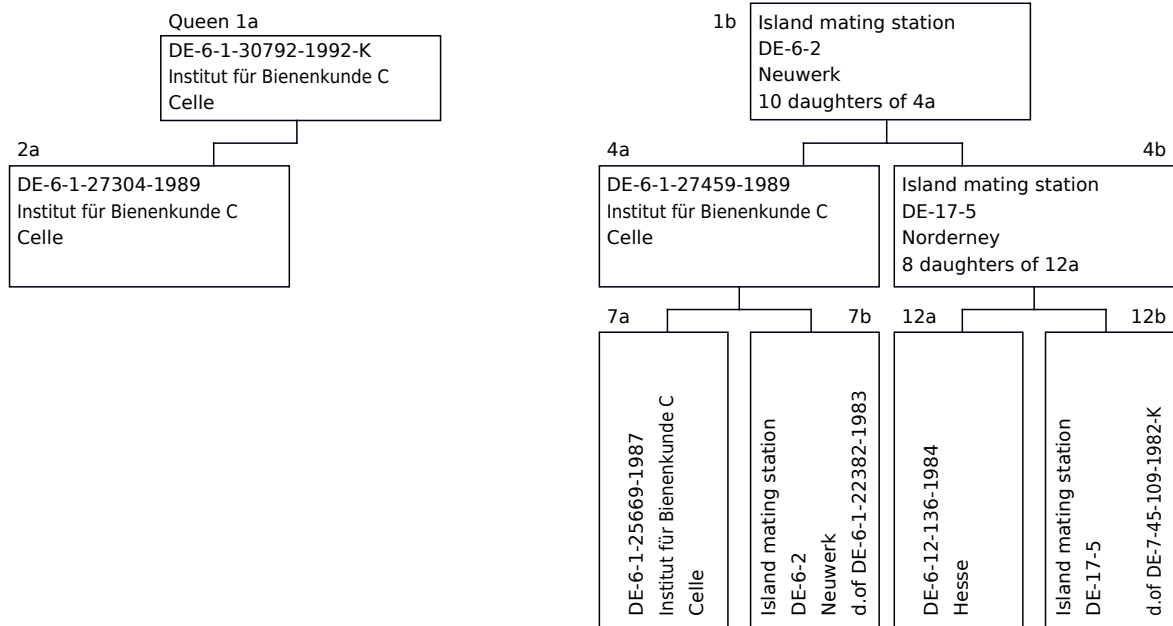 Queen 1a
DE-6-1-30792-1992-K
Institut für Bienenkunde C
Celle
1b
Island mating station
DE-6-2
Neuwerk
10 daughters of 4a
2a
DE-6-1-27304-1989
Institut für Bienenkunde C
Celle
4a
DE-6-1-27459-1989
Institut für Bienenkunde C
Celle
4b
Island mating station
DE-17-5
Norderney
8 daughters of 12a
7a
DE-6-1-25669-1987
Institut für Bienenkunde C
Celle
7b
Island mating station
DE-6-2
Neuwerk
d.of DE-6-1-22382-1983
12a
DE-6-12-136-1984
Hesse
12b
Island mating station
DE-17-5
d.of DE-7-45-109-1982-K